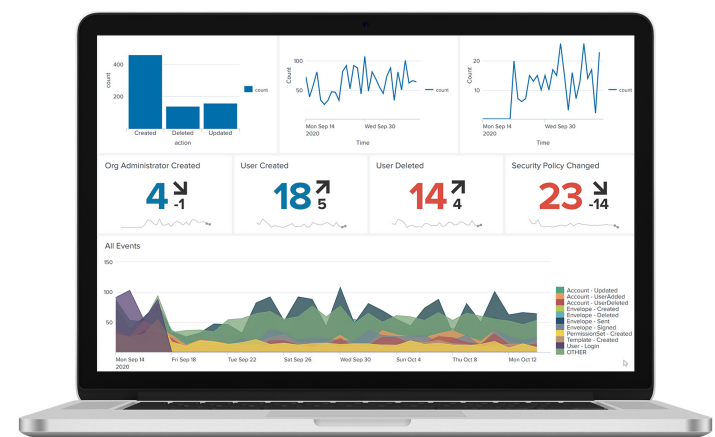 400
200
count
Created
Deleted
Updated
action
count
100
50
Count
Mon Sep 14
2020
Wed Sep 30
Time
count
20
10
Count
Mon Sep 14
2020
Wed Sep 30
Time
count
Org Administrator Created
4
-1
User Created
18
5
User Deleted
14
4
Security Policy Changed
23
-14
All Events
150
100
50
Mon Sep 14
2020
Fri Sep 18
Tue Sep 22
Sat Sep 26
Wed Sep 30
Sun Oct 4
Thu Oct 8
Mon Oct 12
Account - Updated
Account - UserAdded
Account - UserDeleted
Envelope - Created
Envelope - Deleted
Envelope - Sent
Envelope - Signed
PermissionSet - Created
Template - Created
User - Login
OTHER